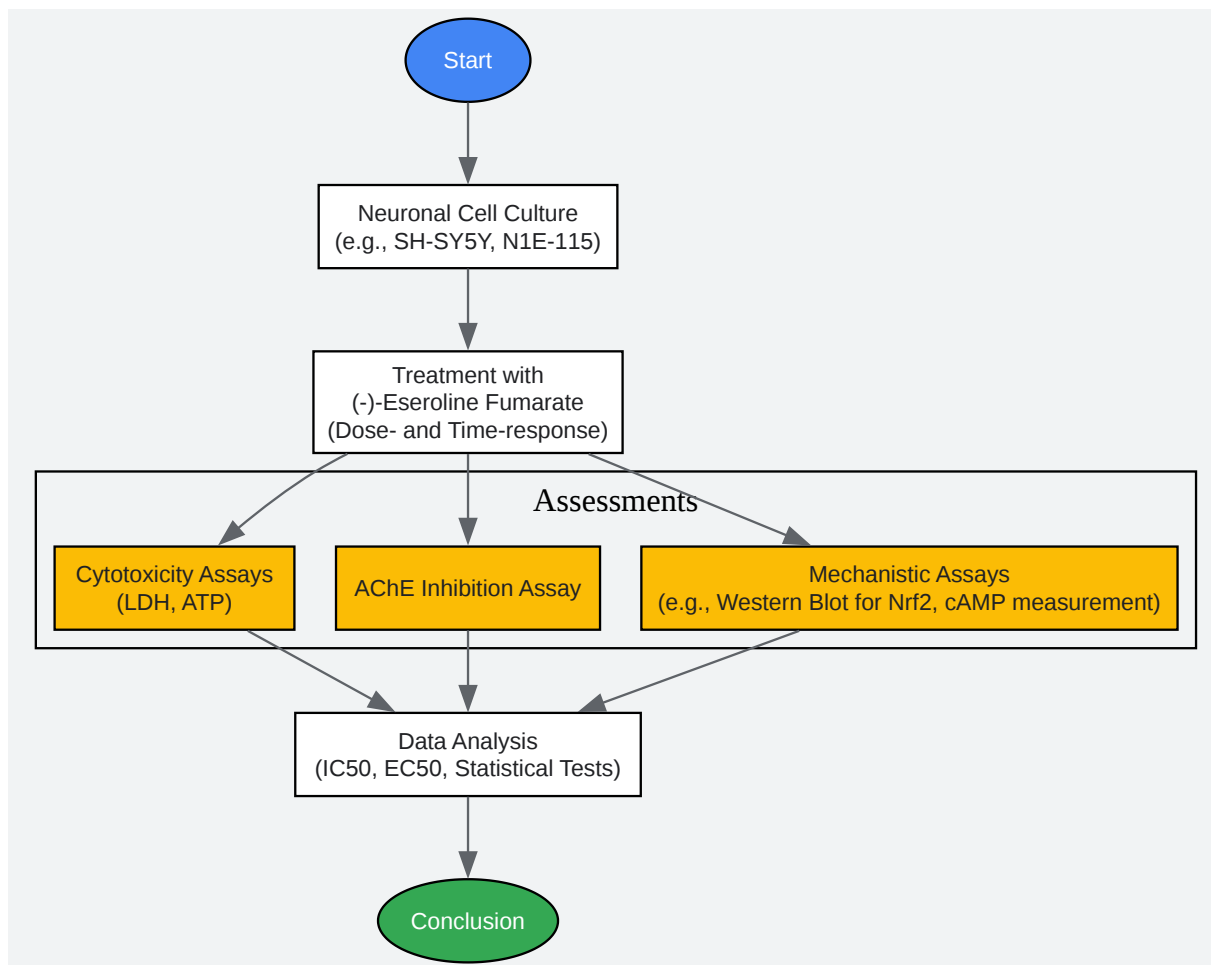 Start
Neuronal Cell Culture
(e.g., SH-SY5Y, N1E-115)
Treatment with
(-)-Eseroline Fumarate
(Dose- and Time-response)
Assessments
Cytotoxicity Assays
(LDH, ATP)
AChE Inhibition Assay
Mechanistic Assays
(e.g., Western Blot for Nrf2, cAMP measurement)
Data Analysis
(IC50, EC50, Statistical Tests)
Conclusion